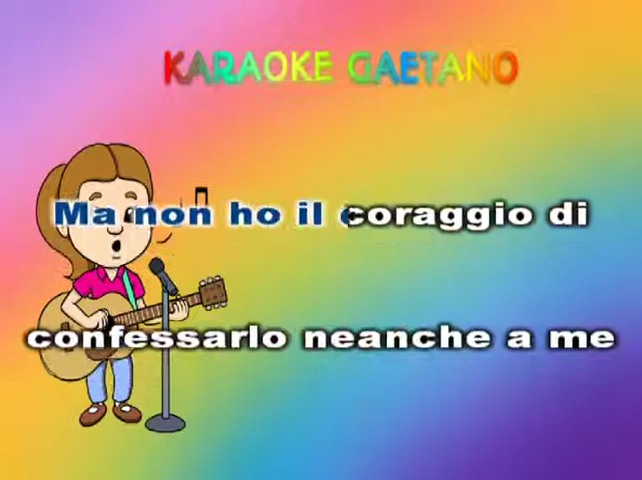 KARAOKE GAETANO
Ma non ho il coraggio di
confessarlo neanche a me